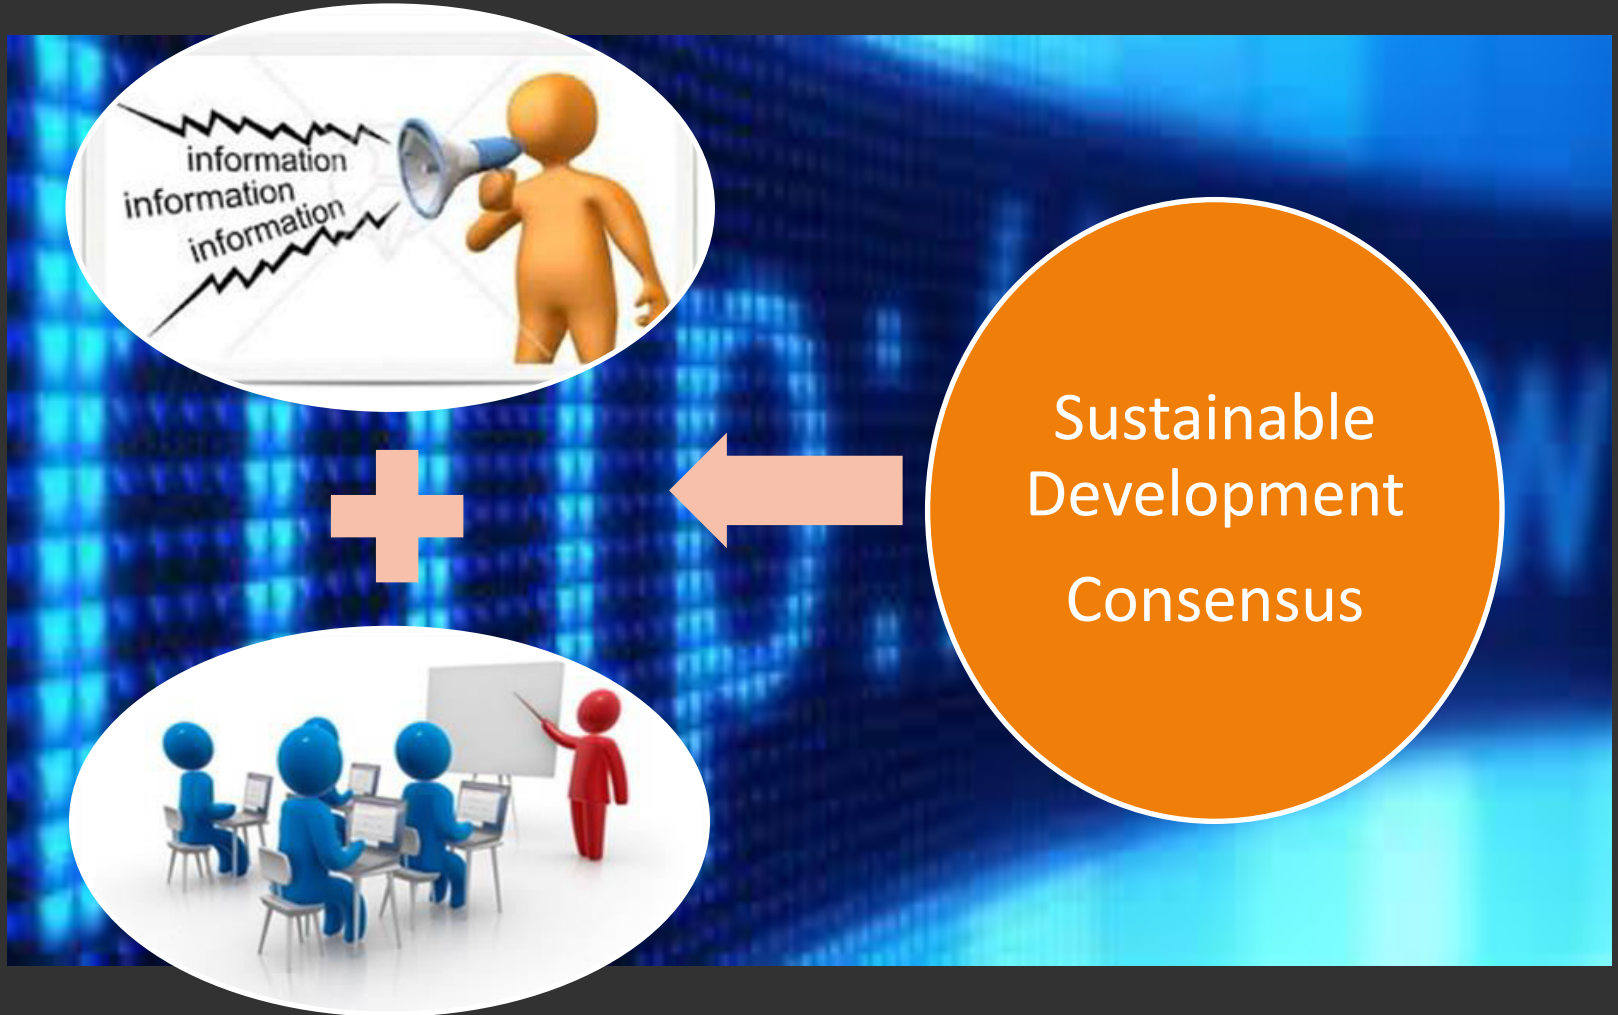 information
information
information
Sustainable
Development
Consensus